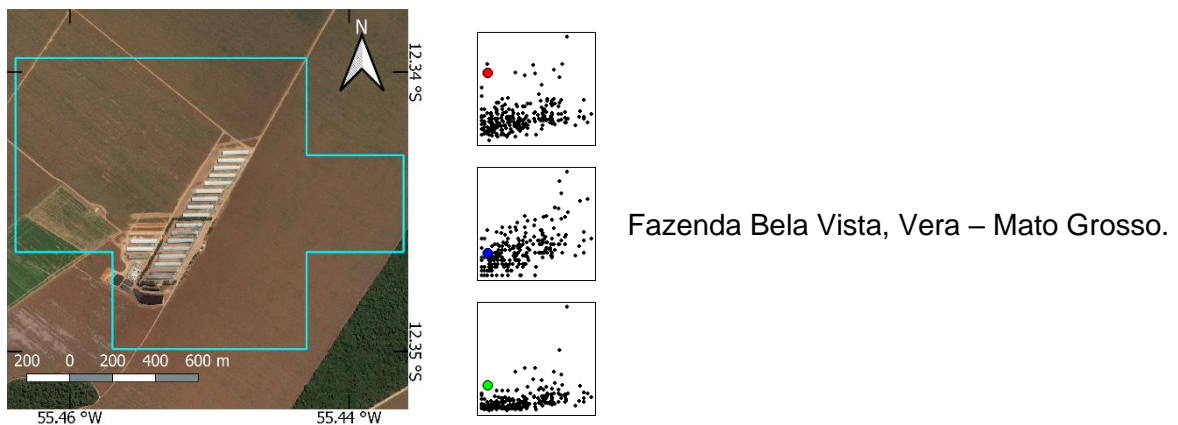 N
12.34 °S
Fazenda Bela Vista, Vera – Mato Grosso.
200 0 200 400 600 m
12.35 °S
55.46 °W 55.44 °W